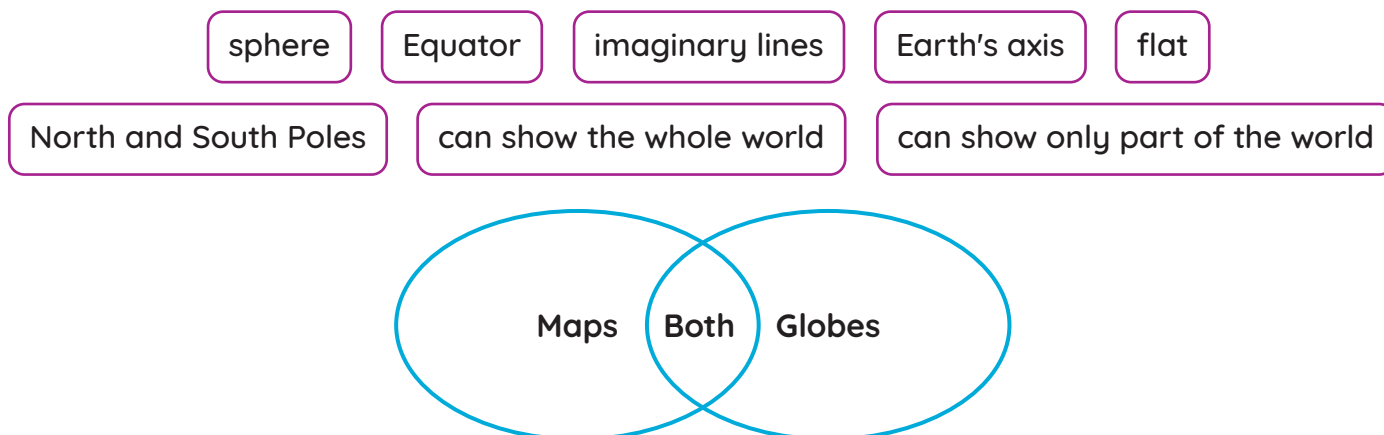 sphere Equator imaginary lines Earth's axis flat
North and South Poles can show the whole world can show only part of the world
Maps Both Globes